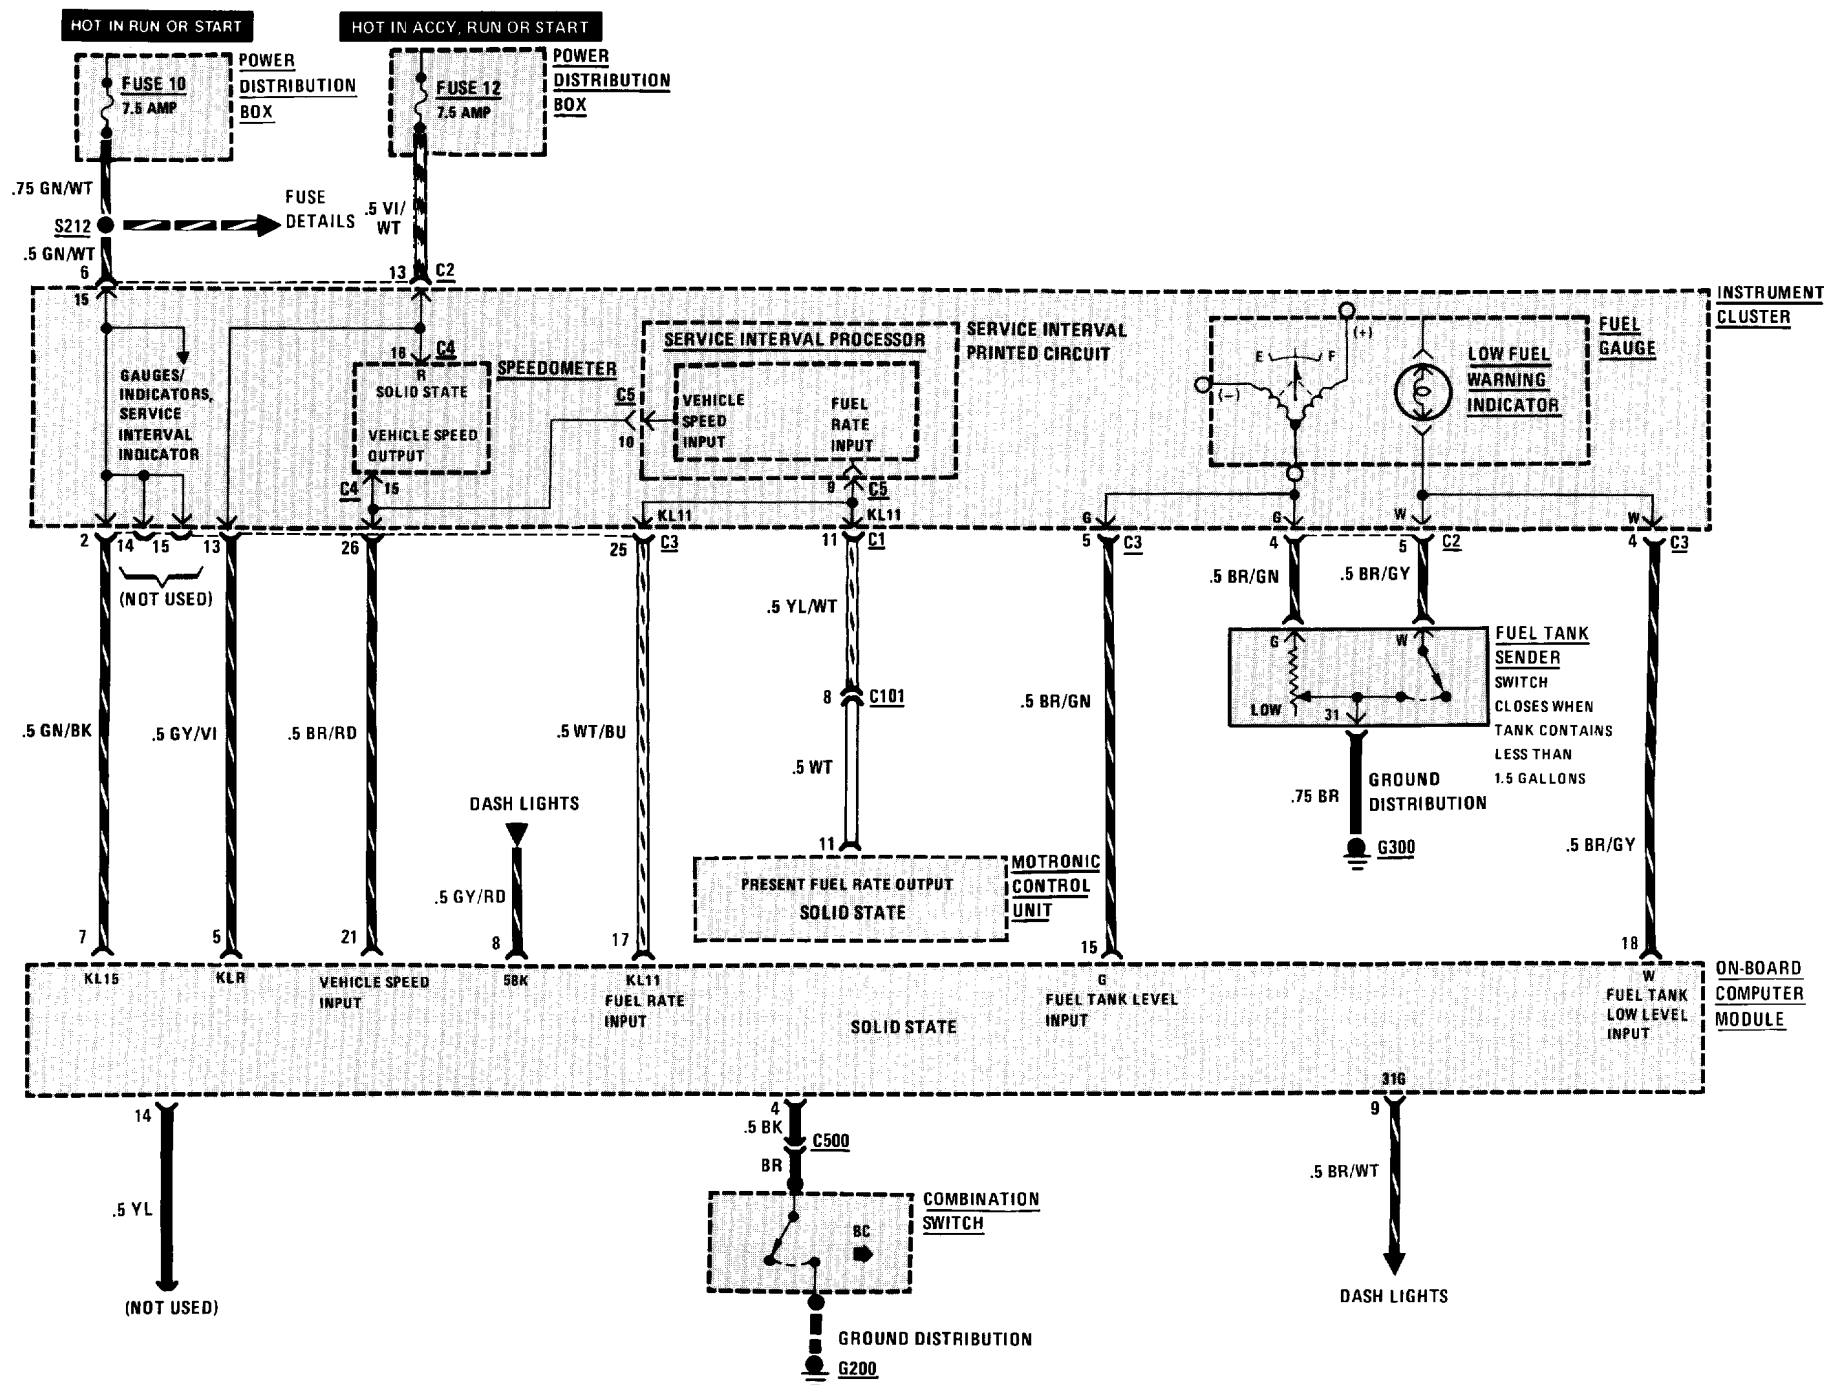 HOT IN RUN OR START
HOT IN ACCY, RUN OR START
FUSE 10
7.5 AMP
POWER
DISTRIBUTION
BOX
FUSE 12
7.5 AMP
POWER
DISTRIBUTION
BOX
.75 GN/WT
S212
FUSE
DETAILS
.5 GN/WT
.5 VI/
WT
6
13
C2
15
INSTRUMENT
CLUSTER
GAUGES/
INDICATORS,
SERVICE
INTERVAL
INDICATOR
16
C4
R
SOLID STATE
VEHICLE SPEED
OUTPUT
SPEEDOMETER
C4
15
SERVICE INTERVAL PROCESSOR
SERVICE INTERVAL
PRINTED CIRCUIT
C5
10
VEHICLE
SPEED
INPUT
FUEL
RATE
INPUT
9
C5
KL11
KL11
E
F
(+)
(-)
LOW FUEL
WARNING
INDICATOR
FUEL
GAUGE
G
G
W
W
2
14
15
13
26
25
C3
11
C1
5
C3
4
5
C2
4
C3
(NOT USED)
.5 BR/GN
.5 BR/GY
.5 YL/WT
8
C101
G
W
LOW
31
FUEL TANK
SENDER
SWITCH
CLOSES WHEN
TANK CONTAINS
LESS THAN
1.5 GALLONS
.5 GN/BK
.5 GY/VI
.5 BR/RD
.5 WT/BU
.5 WT
.5 BR/GN
.75 BR
GROUND
DISTRIBUTION
G300
.5 BR/GY
DASH LIGHTS
.5 GY/RD
11
PRESENT FUEL RATE OUTPUT
SOLID STATE
MOTRONIC
CONTROL
UNIT
7
5
21
8
17
15
18
KL15
KLR
VEHICLE SPEED
INPUT
58K
KL11
FUEL RATE
INPUT
SOLID STATE
G
FUEL TANK LEVEL
INPUT
W
FUEL TANK
LOW LEVEL
INPUT
ON-BOARD
COMPUTER
MODULE
31G
14
4
9
.5 BK
C500
BR
.5 YL
(NOT USED)
COMBINATION
SWITCH
BC
GROUND DISTRIBUTION
G200
.5 BR/WT
DASH LIGHTS